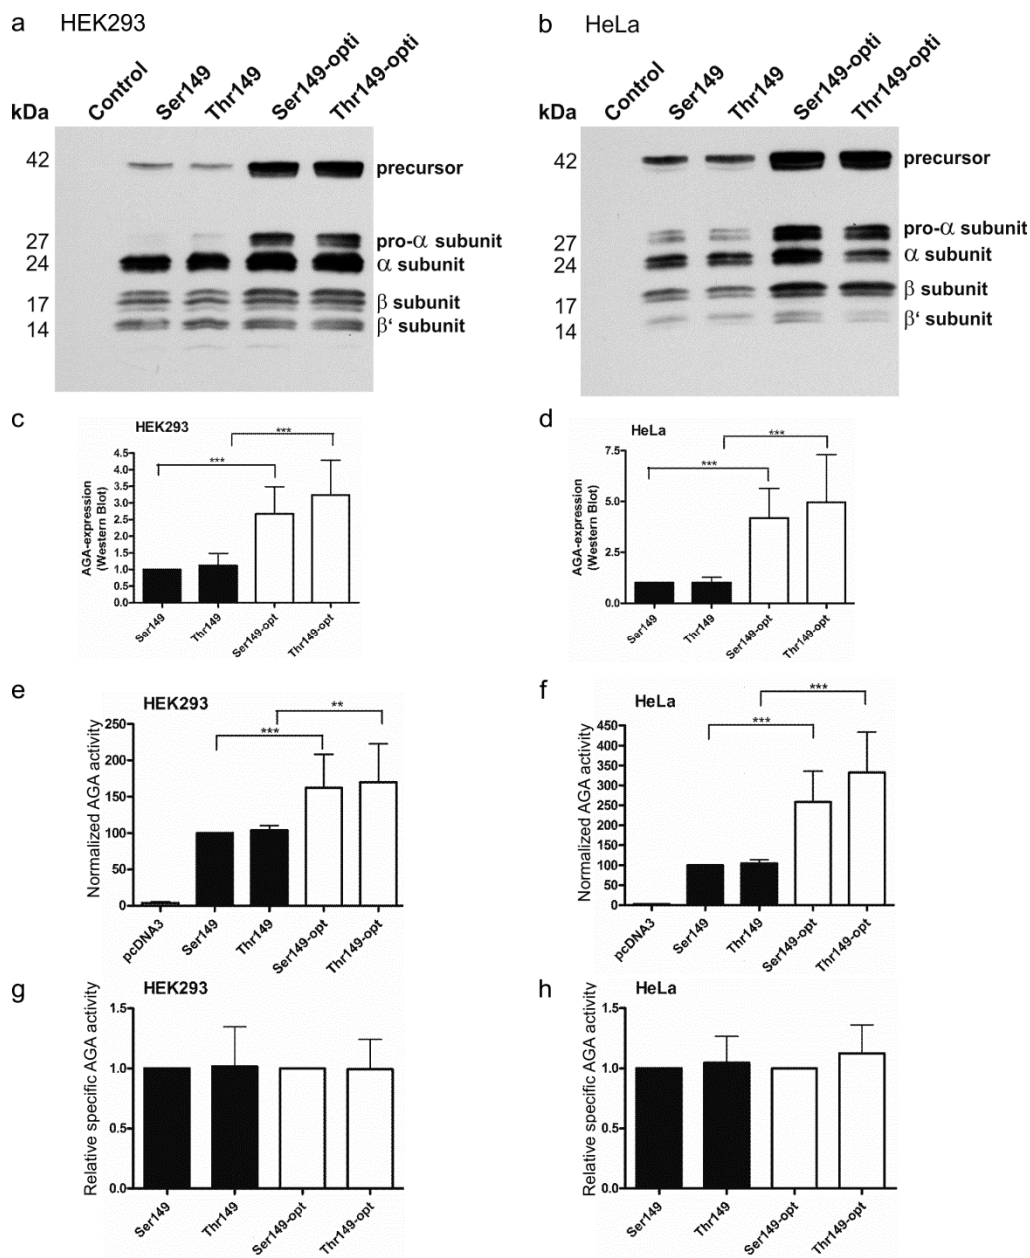 a HEK293
Control Ser149 Thr149 Ser149-opti Thr149-opti
kDa
42 precursor
27 pro-α subunit
24 α subunit
17 β subunit
14 β‘ subunit
b HeLa
Control Ser149 Thr149 Ser149-opti Thr149-opti
kDa
42 precursor
27 pro-α subunit
24 α subunit
17 β subunit
14 β‘ subunit
c HEK293
***
***
AGA-expression
(Western Blot)
4.5
4.0
3.5
3.0
2.5
2.0
1.5
1.0
0.5
0.0
Ser149 Thr149 Ser149-opt Thr149-opt
d HeLa
***
***
AGA-expression
(Western Blot)
7.5
5.0
2.5
0.0
Ser149 Thr149 Ser149-opt Thr149-opt
e HEK293
**
***
Normalized AGA activity
250
200
150
100
50
0
pcDNA3 Ser149 Thr149 Ser149-opt Thr149-opt
f HeLa
***
***
Normalized AGA activity
450
400
350
300
250
200
150
100
50
0
pcDNA3 Ser149 Thr149 Ser149-opt Thr149-opt
g HEK293
Relative specific AGA activity
1.5
1.0
0.5
0.0
Ser149 Thr149 Ser149-opt Thr149-opt
h HeLa
Relative specific AGA activity
1.5
1.0
0.5
0.0
Ser149 Thr149 Ser149-opt Thr149-opt